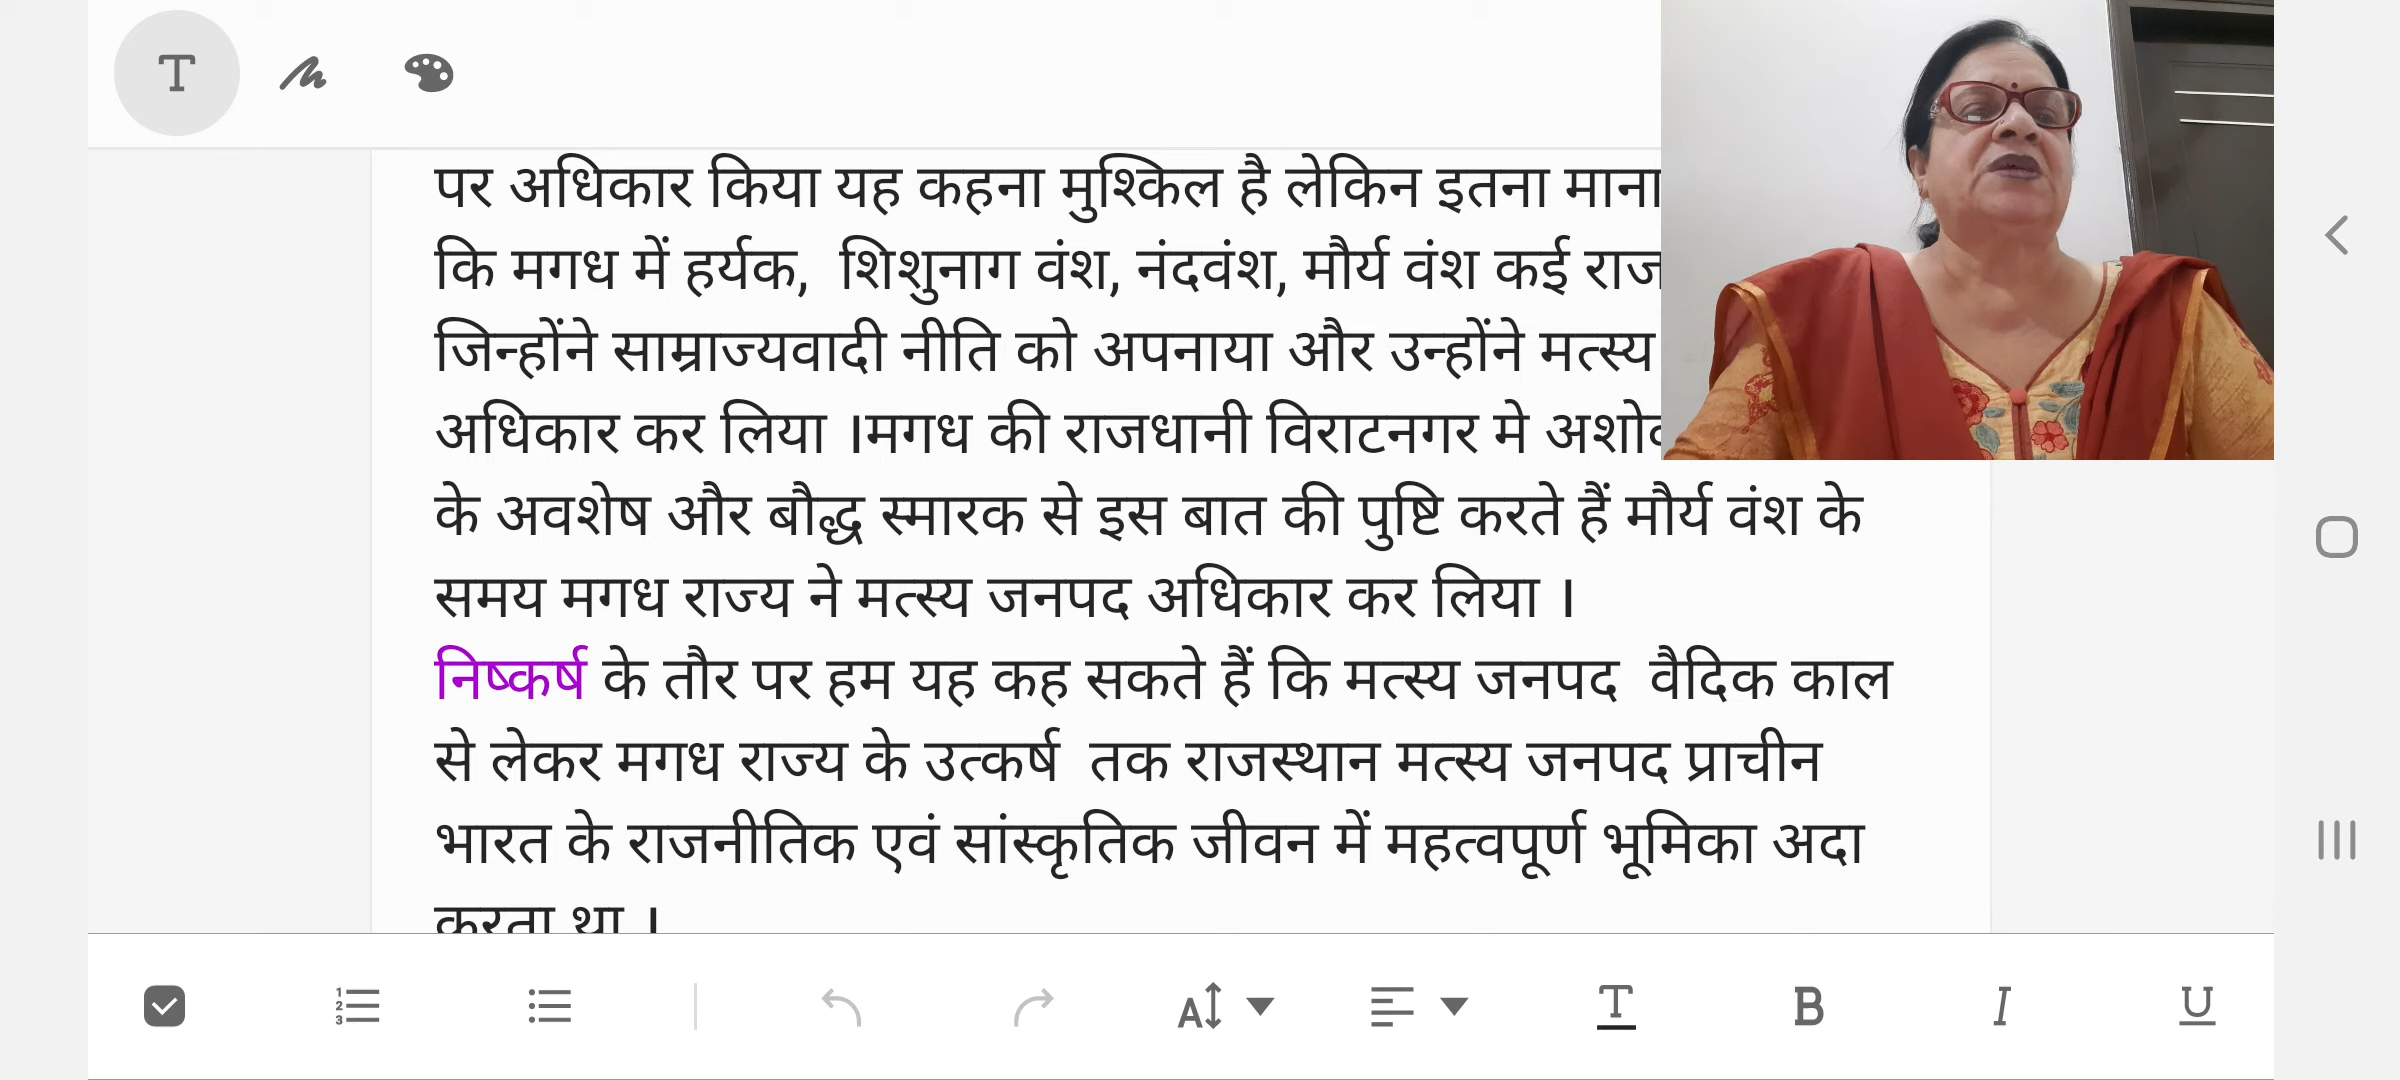 पर अधिकार किया यह कहना मुश्किल है लेकिन इतना माना
कि मगध में हर्यक, शिशुनाग वंश, नंदवंश, मौर्य वंश कई
जिन्होंने साम्राज्यवादी नीति को अपनाया और उन्होंने मत्स्य
अधिकार कर लिया ।मगध की राजधानी विराटनगर मे
के अवशेष और बौद्ध स्मारक से इस बात की पुष्टि करते हैं मौर्य वंश के
समय मगध राज्य ने मत्स्य जनपद अधिकार कर लिया ।
निष्कर्ष के तौर पर हम यह कह सकते हैं कि मत्स्य जनपद वैदिक काल
से लेकर मगध राज्य के उत्कर्ष तक राजस्थान मत्स्य जनपद प्राचीन
भारत के राजनीतिक एवं सांस्कृतिक जीवन में महत्वपूर्ण भूमिका अदा
करता था ।